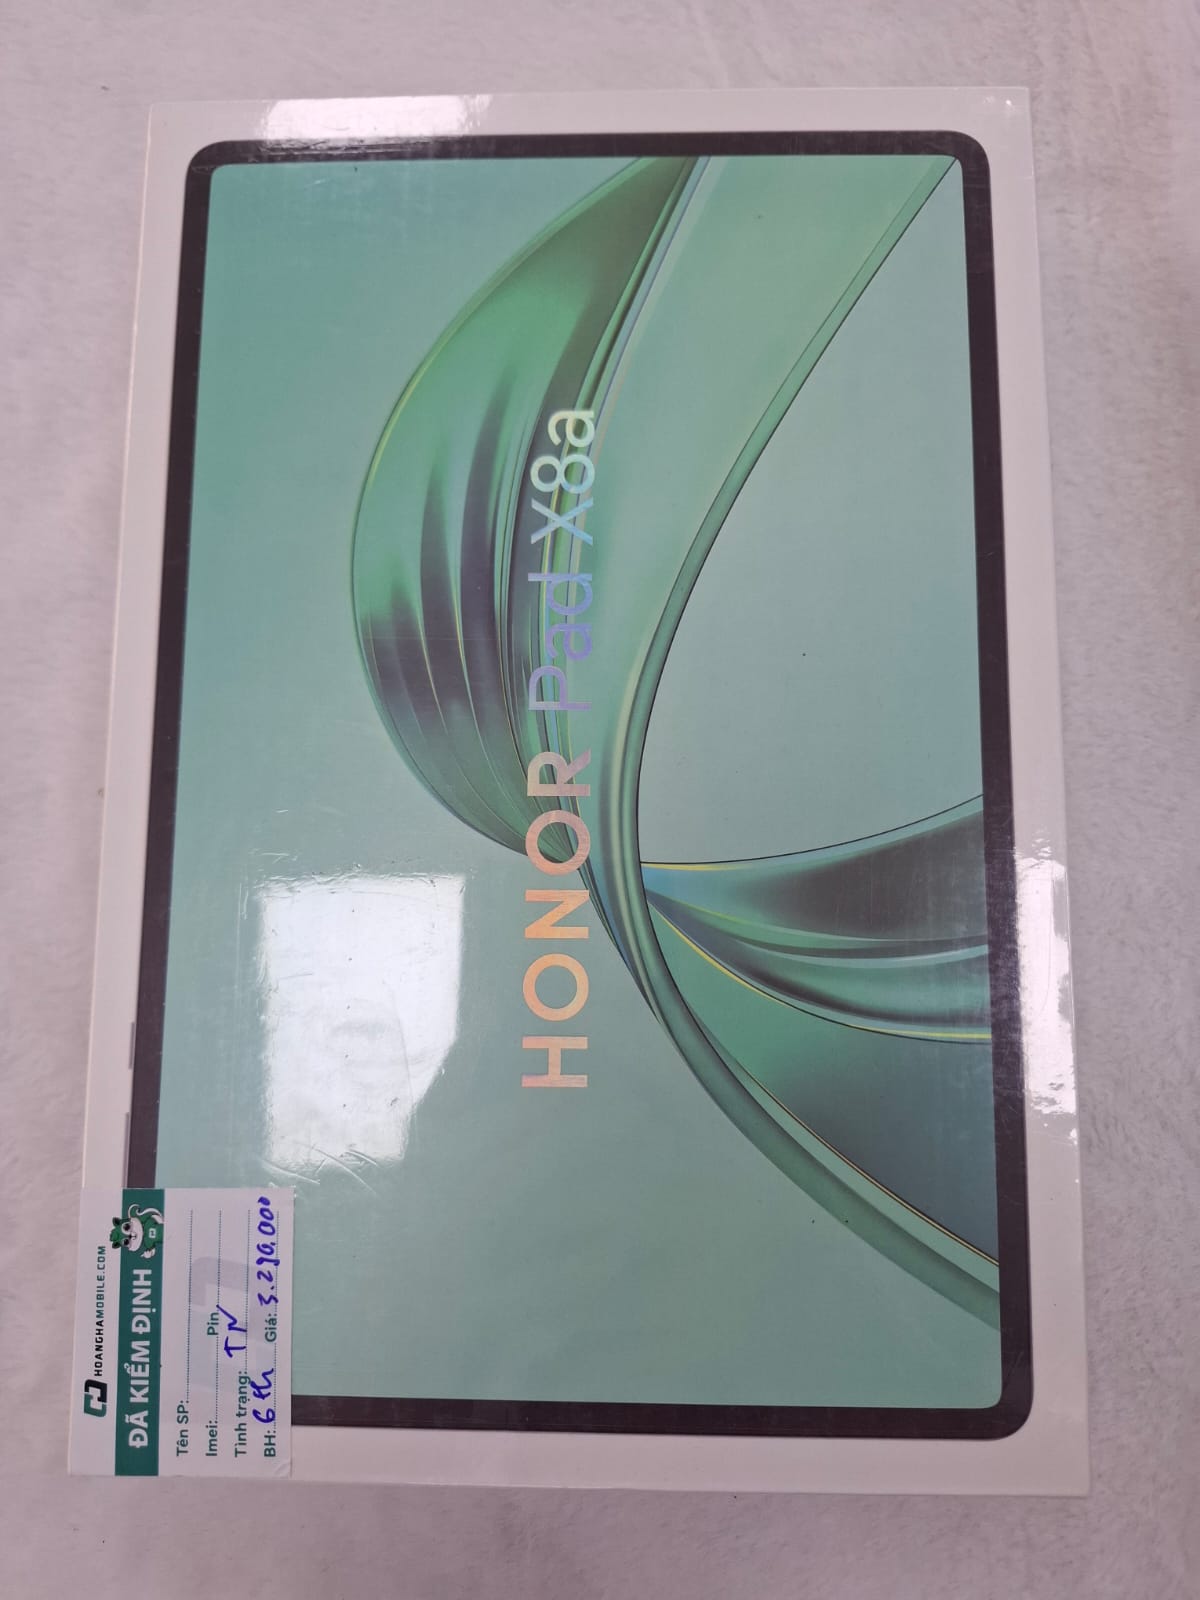 HONOR Pad X8a
HOANGHAMOBILE.COM
ĐÃ KIỂM ĐỊNH
Tên SP:
Imei: Pin
Tình trạng: TN
BH: 6 th Giá: 3.290.000